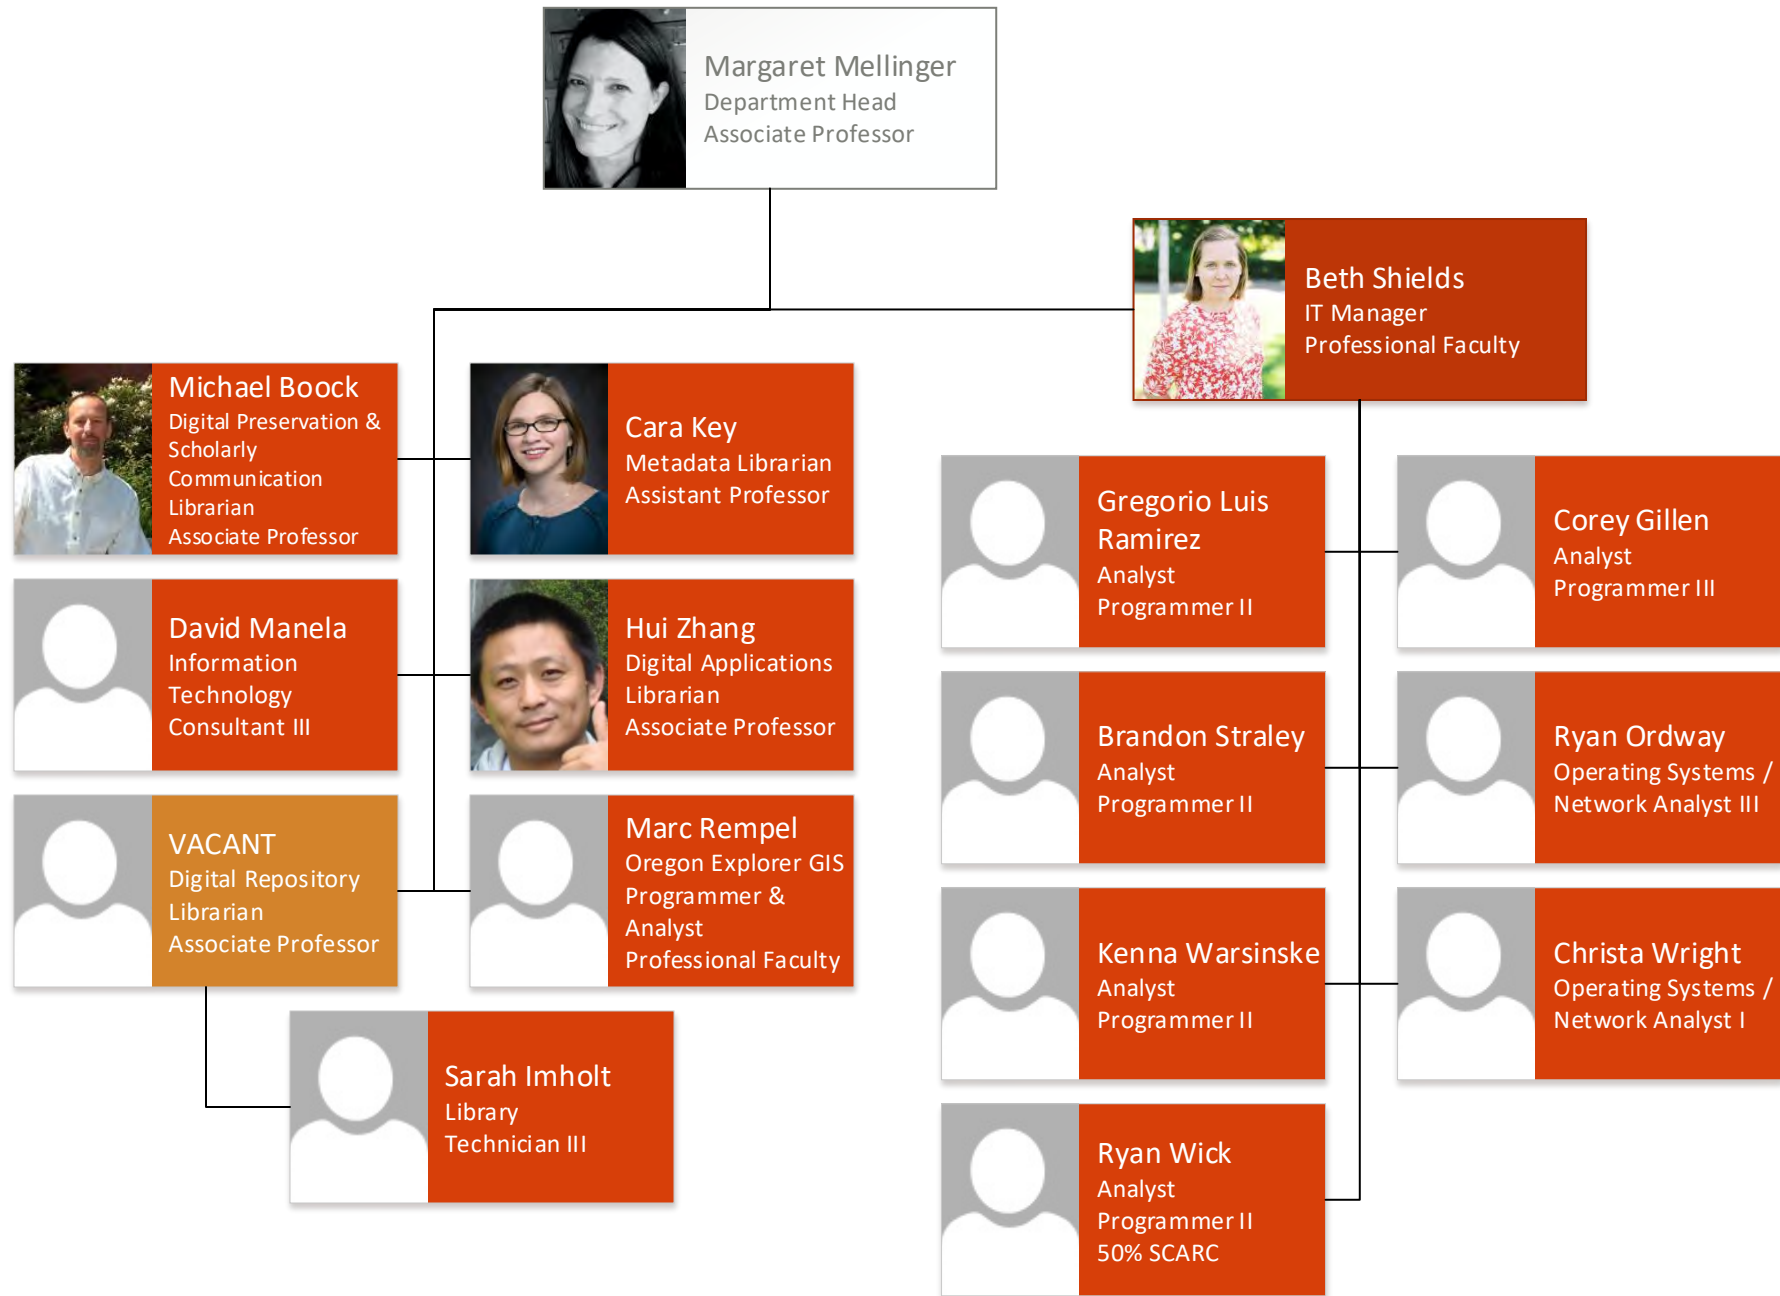 Margaret Mellinger
Department Head
Associate Professor
Beth Shields
IT Manager
Professional Faculty
Michael Boock
Digital Preservation &
Scholarly
Communication
Librarian
Associate Professor
Cara Key
Metadata Librarian
Assistant Professor
David Manela
Information
Technology
Consultant III
Hui Zhang
Digital Applications
Librarian
Associate Professor
VACANT
Digital Repository
Librarian
Associate Professor
Marc Rempel
Oregon Explorer GIS
Programmer &
Analyst
Professional Faculty
Sarah Imholt
Library
Technician III
Gregorio Luis
Ramirez
Analyst
Programmer II
Corey Gillen
Analyst
Programmer III
Brandon Straley
Analyst
Programmer II
Ryan Ordway
Operating Systems /
Network Analyst III
Kenna Warsinske
Analyst
Programmer II
Christa Wright
Operating Systems /
Network Analyst I
Ryan Wick
Analyst
Programmer II
50% SCARC